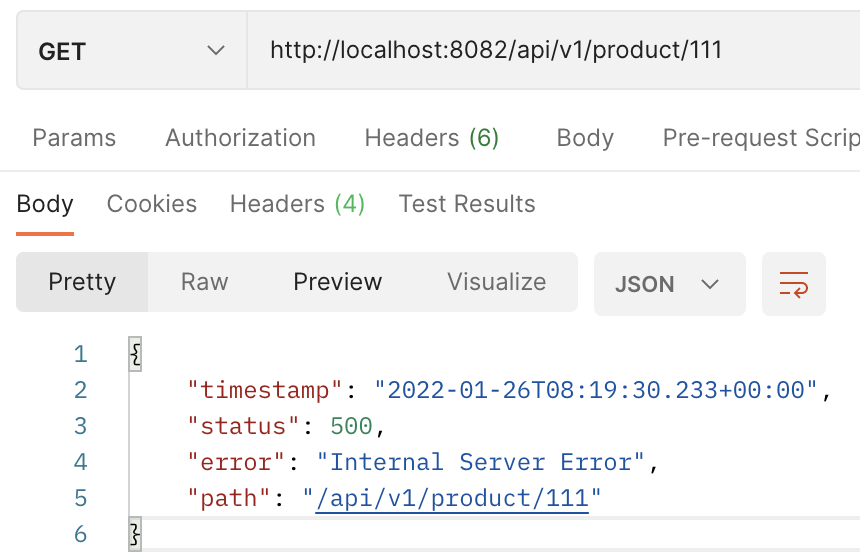 GET http://localhost:8082/api/v1/product/111
Params Authorization Headers (6) Body Pre-request Scrip
Body Cookies Headers (4) Test Results
Pretty Raw Preview Visualize JSON
1 {
2 "timestamp": "2022-01-26T08:19:30.233+00:00",
3 "status": 500,
4 "error": "Internal Server Error",
5 "path": "/api/v1/product/111"
6 }